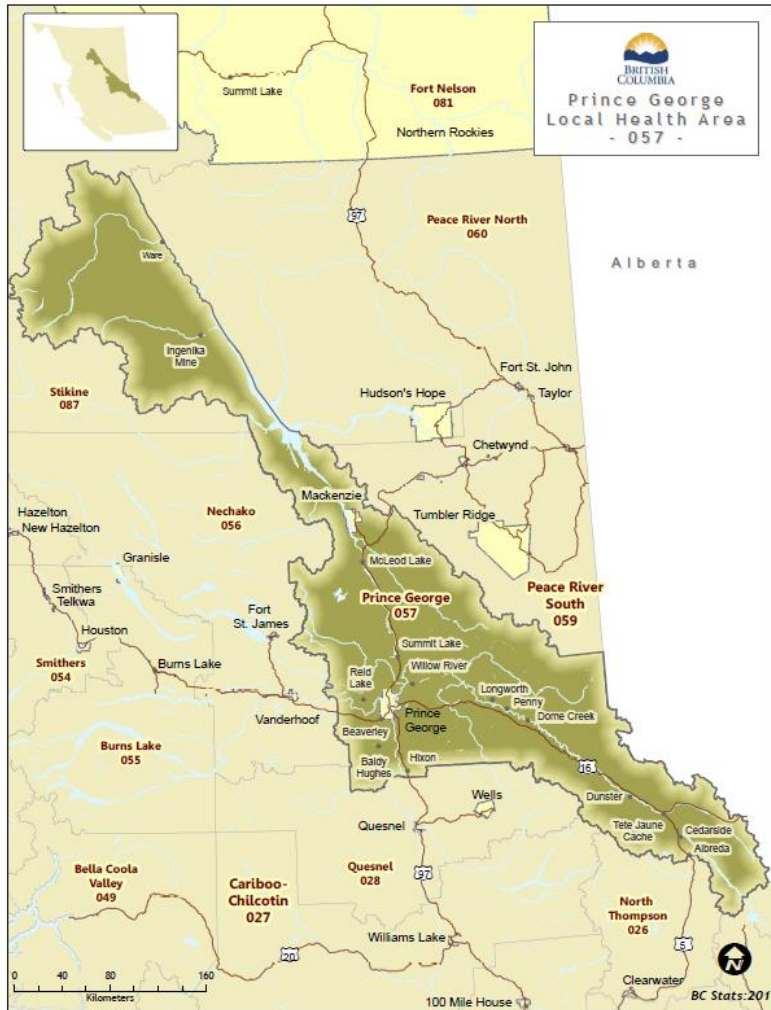 BRITISH
COLUMBIA
Prince George
Local Health Area
- 057 -
Summit Lake
Fort Nelson
081
Northern Rockies
97
Peace River North
060
Alberta
Ware
Ingenika
Mine
Stikine
087
Fort St. John
Taylor
Hudson's Hope
Chetwynd
Mackenzie
Tumbler Ridge
Nechako
056
Hazelton
New Hazelton
Granisle
McLeod Lake
Peace River
South
059
Prince George
057
Smithers
Telkwa
Fort
St. James
Houston
Summit Lake
Smithers
054
Burns Lake
Reid
Lake
Willow River
Longworth
Penny
Dome Creek
Vanderhoof
Prince
George
Beaverley
Burns Lake
055
Baldy
Hughes
Hixon
16
Wells
Dunster
Quesnel
Tete Jaune
Cache
Cedarside
Albreda
Bella Coola
Valley
049
Cariboo-
Chilcotin
027
Quesnel
028
97
North
Thompson
026
Williams Lake
20
5
N
0 40 80 160
Kilometers
Clearwater
100 Mile House
BC Stats:201